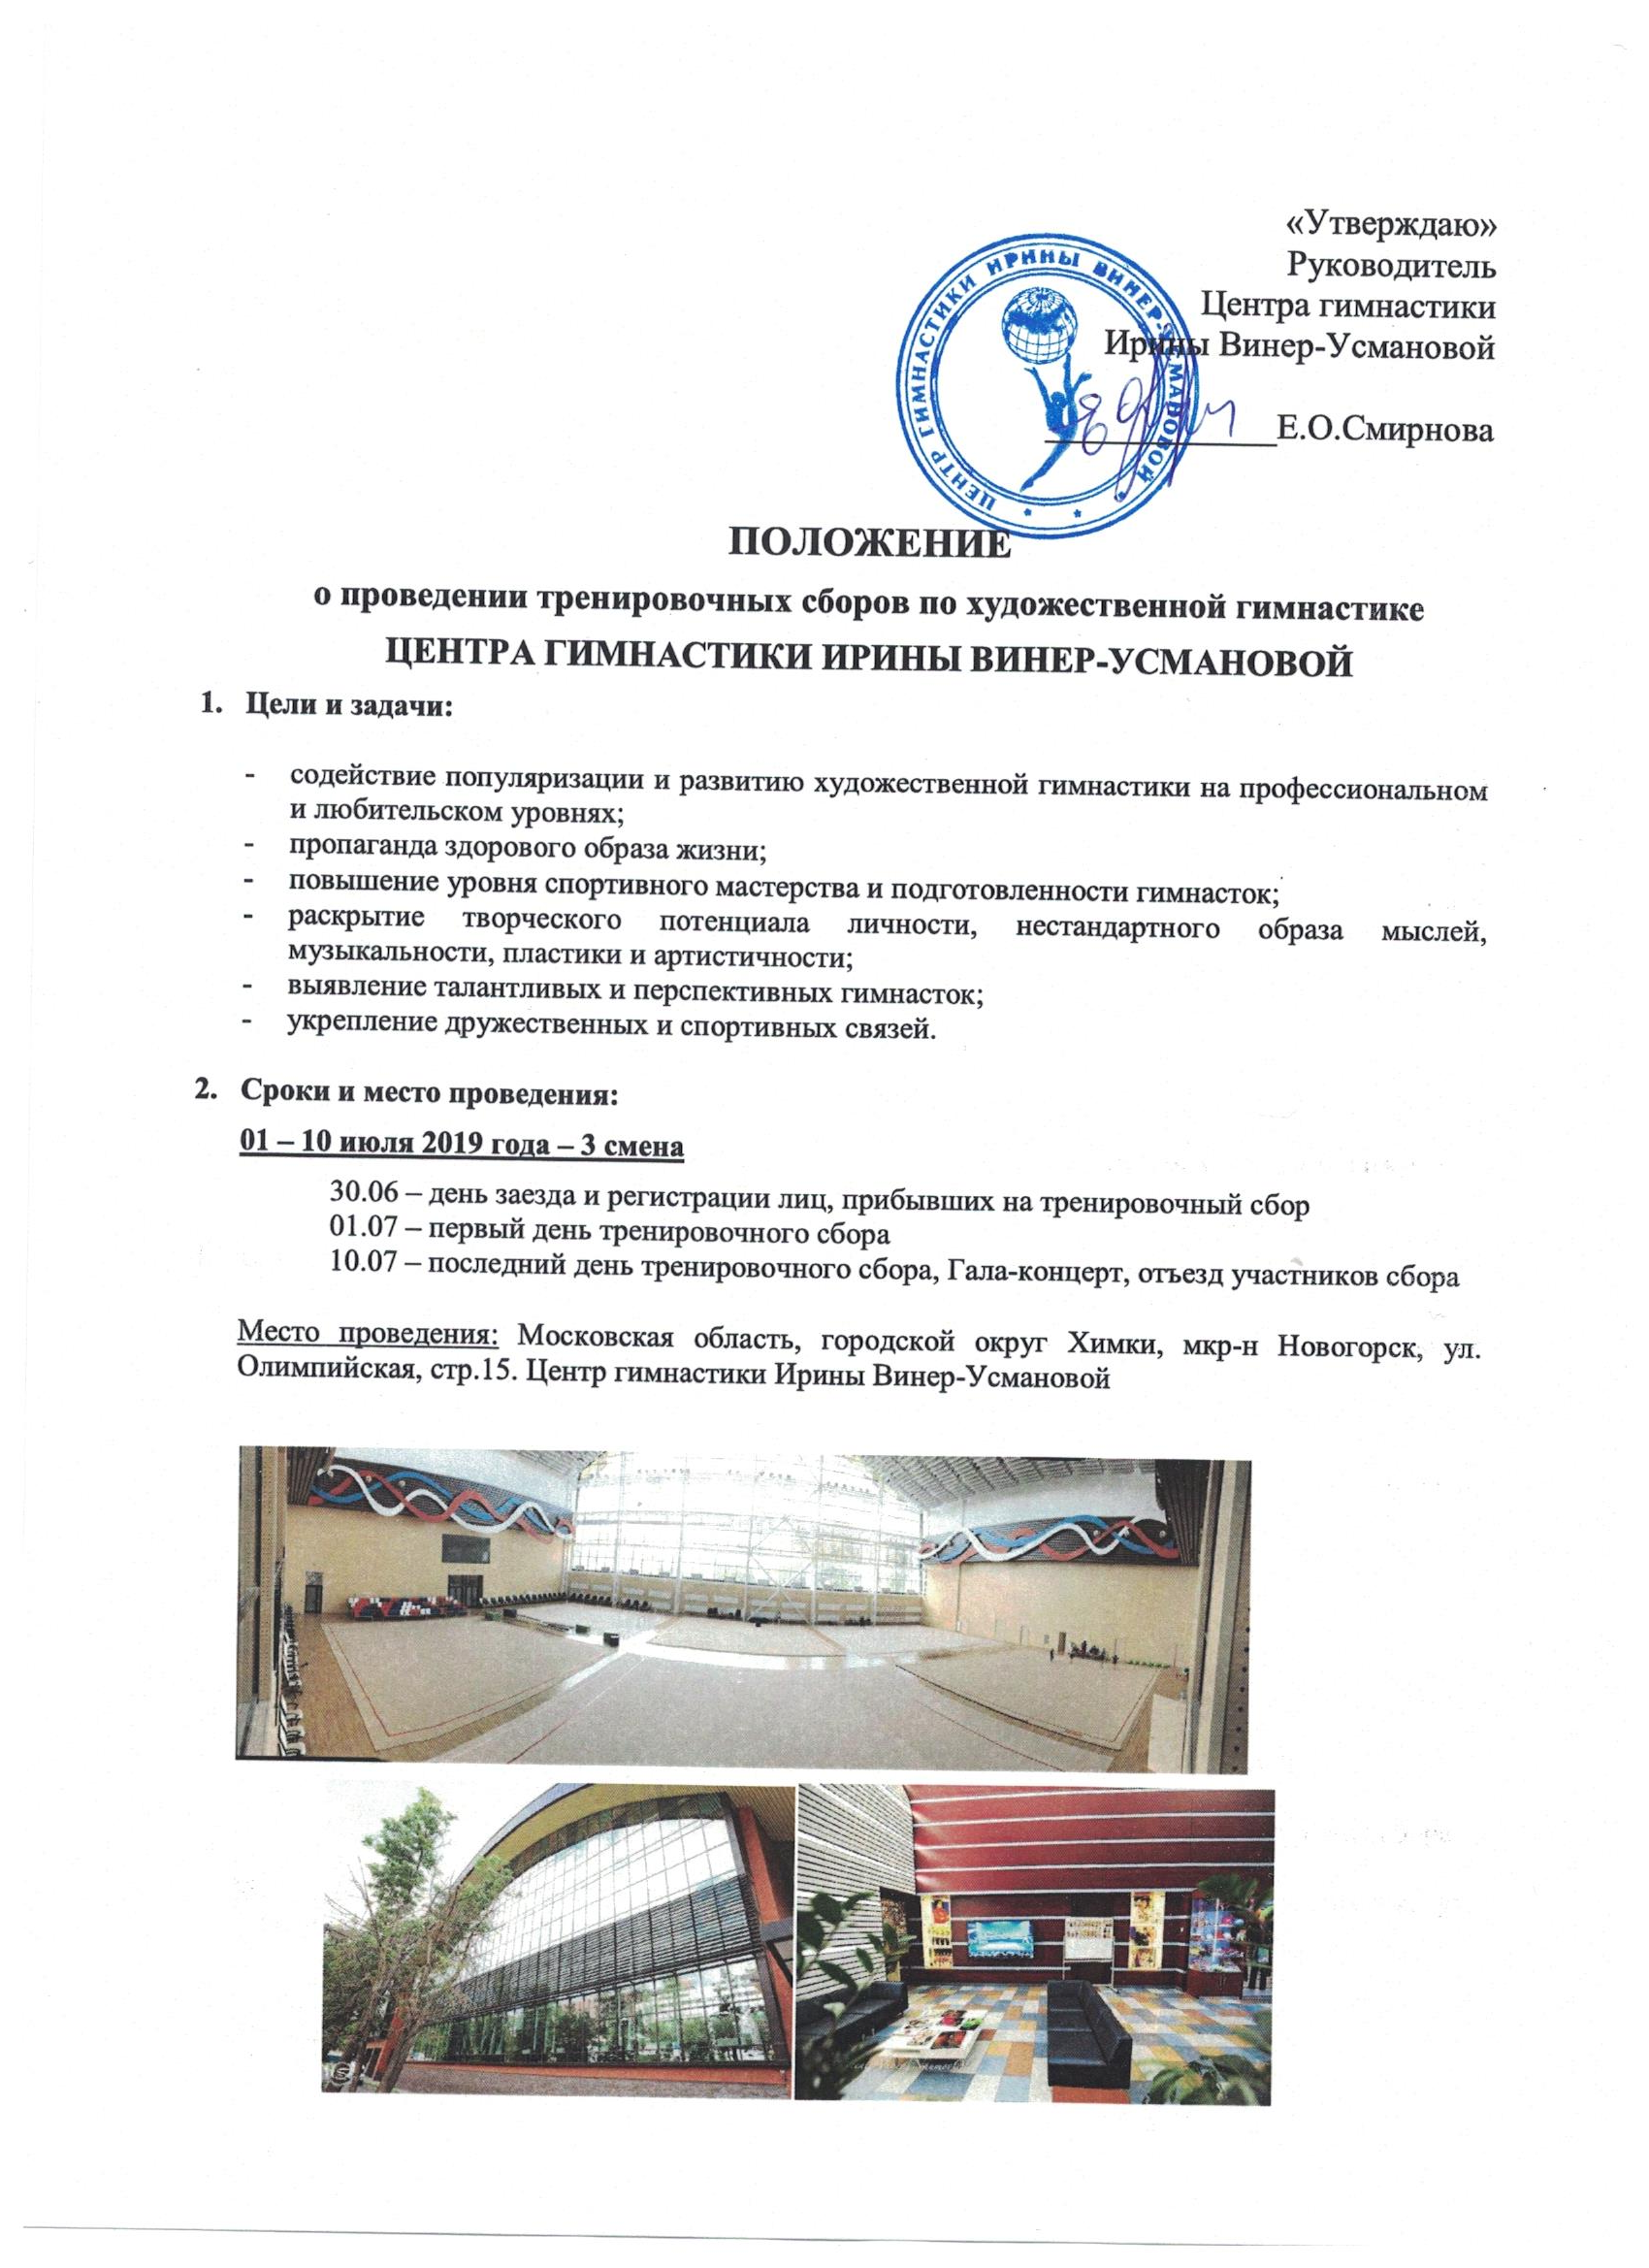 «Утверждаю»
Руководитель
Центра гимнастики
Ирины Винер-Усмановой
ЦЕНТР ГИМНАСТИКИ ИРИНЫ ВИНЕР-УСМАНОВОЙ
Е.О.Смирнова
ПОЛОЖЕНИЕ
о проведении тренировочных сборов по художественной гимнастике
ЦЕНТРА ГИМНАСТИКИ ИРИНЫ ВИНЕР-УСМАНОВОЙ
1. Цели и задачи:
- содействие популяризации и развитию художественной гимнастики на профессиональном
и любительском уровнях;
- пропаганда здорового образа жизни;
- повышение уровня спортивного мастерства и подготовленности гимнасток;
- раскрытие творческого потенциала личности, нестандартного образа мыслей,
музыкальности, пластики и артистичности;
- выявление талантливых и перспективных гимнасток;
- укрепление дружественных и спортивных связей.
2. Сроки и место проведения:
01 – 10 июля 2019 года – 3 смена
30.06 – день заезда и регистрации лиц, прибывших на тренировочный сбор
01.07 – первый день тренировочного сбора
10.07 – последний день тренировочного сбора, Гала-концерт, отъезд участников сбора
Место проведения: Московская область, городской округ Химки, мкр-н Новогорск, ул.
Олимпийская, стр.15. Центр гимнастики Ирины Винер-Усмановой